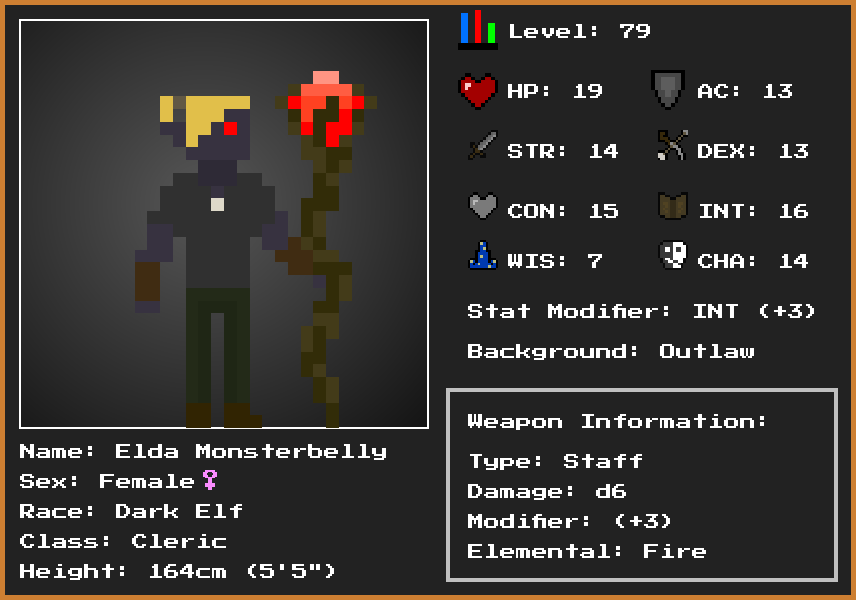 Level: 79
HP: 19 AC: 13
STR: 14 DEX: 13
CON: 15 INT: 16
WIS: 7 CHA: 14
Stat Modifier: INT (+3)
Background: Outlaw
Weapon Information:
Type: Staff
Damage: d6
Modifier: (+3)
Elemental: Fire
Name: Elda Monsterbelly
Sex: Female♀
Race: Dark Elf
Class: Cleric
Height: 164cm (5'5")